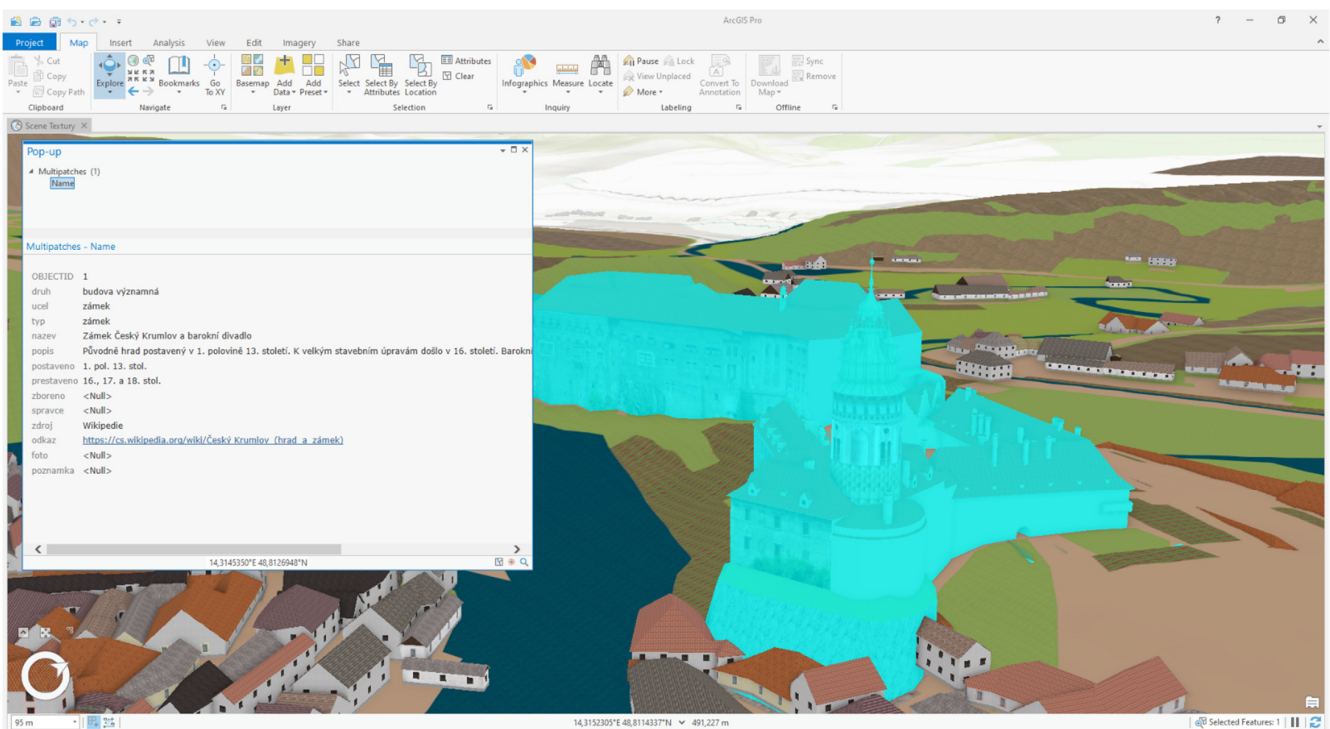 ArcGIS Pro
Project Map Insert Analysis View Edit Imagery Share
Paste Cut Copy Copy Path
Clipboard
Explore Bookmarks Go To XY
Navigate
Basemap Add Data Add Preset
Layer
Select Select By Attributes Select By Location Attributes Clear
Selection
Infographics Measure Locate
Inquiry
Pause Lock View Unplaced More Convert To Annotation
Labeling
Download Map Sync Remove
Offline
Scene Textury
Pop-up
Multipatches (1)
Name
Multipatches - Name
OBJECTID 1
druh budova významná
ucel zámek
typ zámek
nazev Zámek Český Krumlov a barokní divadlo
popis Původně hrad postavený v 1. polovině 13. století. K velkým stavebním úpravám došlo v 16. století. Barokn
postaveno 1. pol. 13. stol.
prestaveno 16., 17. a 18. stol.
zboreno <Null>
spravce <Null>
zdroj Wikipedie
odkaz https://cs.wikipedia.org/wiki/Český_Krumlov_(hrad_a_zámek)
foto <Null>
poznamka <Null>
14,3145350°E 48,8126948°N
95 m
14,3152305°E 48,8114337°N 491,227 m
Selected Features: 1